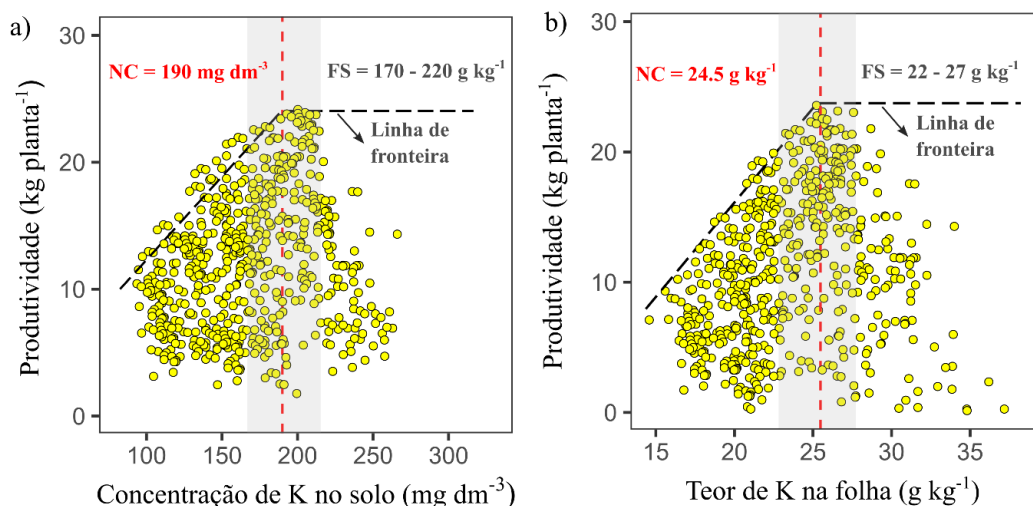 a)
30
20
10
0
Produtividade (kg planta⁻¹)
NC = 190 mg dm⁻³
FS = 170 - 220 g kg⁻¹
Linha de
fronteira
100
150
200
250
300
Concentração de K no solo (mg dm⁻³)
b)
30
20
10
0
Produtividade (kg planta⁻¹)
NC = 24.5 g kg⁻¹
FS = 22 - 27 g kg⁻¹
Linha de
fronteira
15
20
25
30
35
Teor de K na folha (g kg⁻¹)